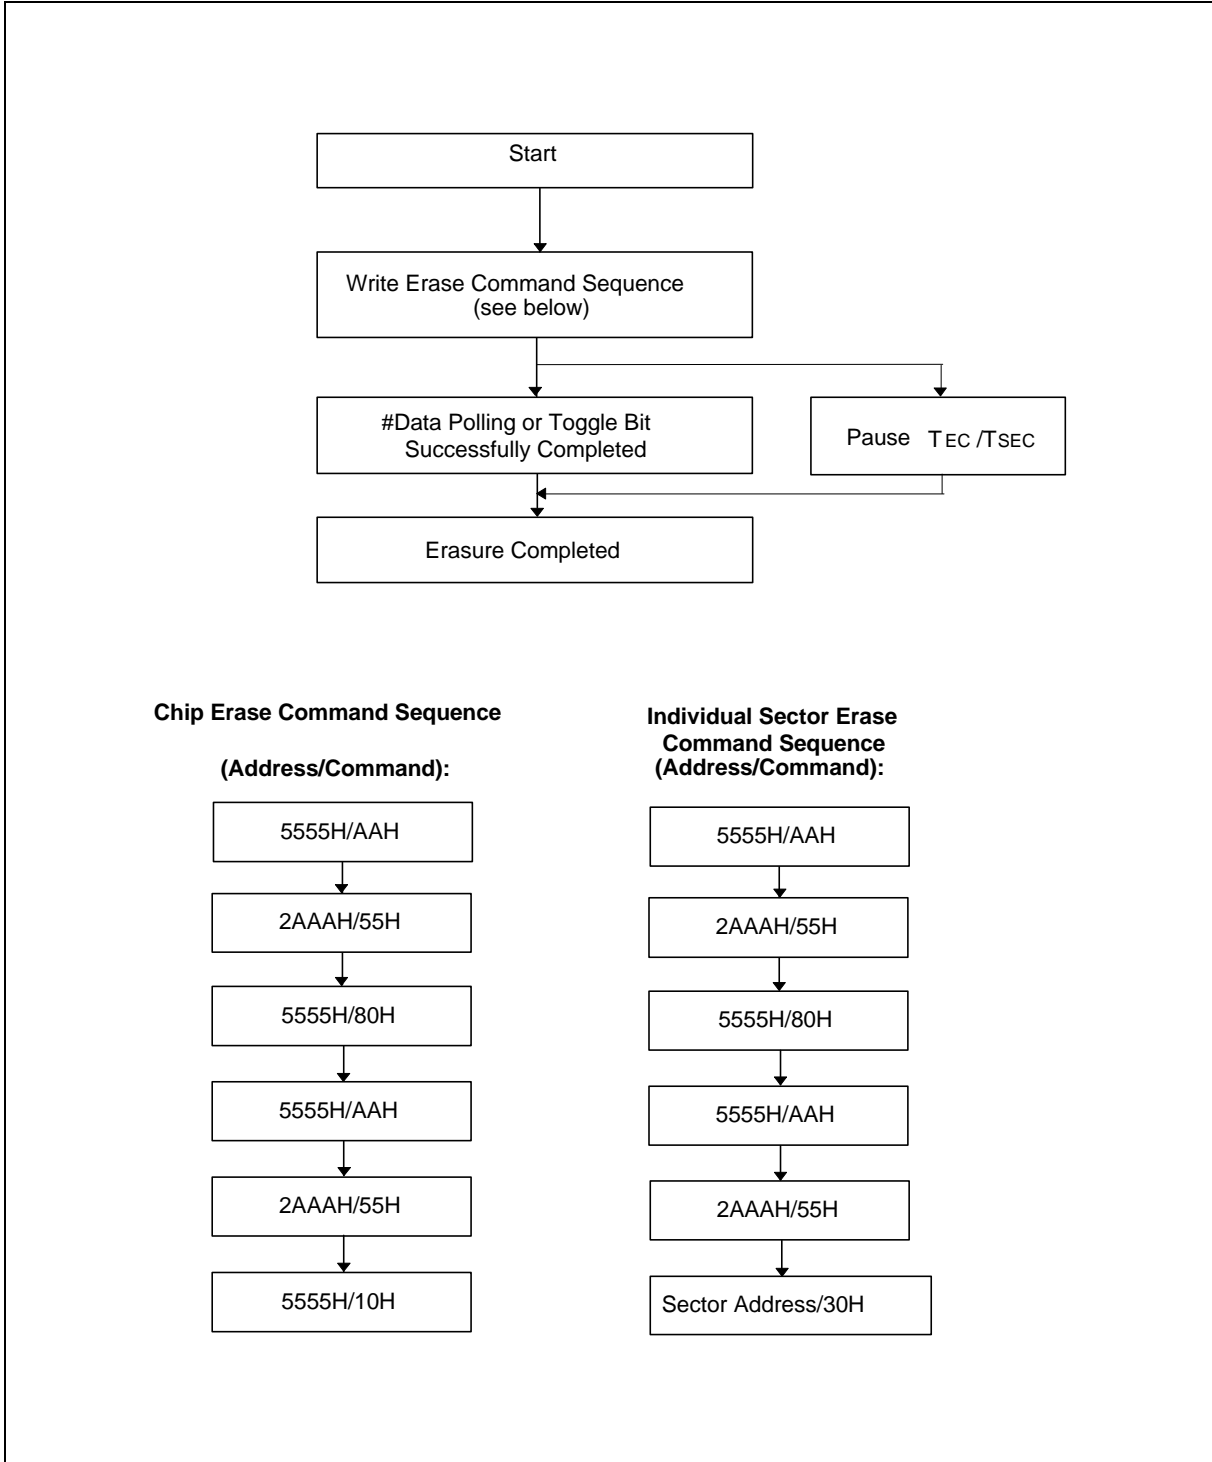 Start
Write Erase Command Sequence
(see below)
#Data Polling or Toggle Bit
Successfully Completed
Pause TEC /TSEC
Erasure Completed
Chip Erase Command Sequence
(Address/Command):
5555H/AAH
2AAAH/55H
5555H/80H
5555H/AAH
2AAAH/55H
5555H/10H
Individual Sector Erase
Command Sequence
(Address/Command):
5555H/AAH
2AAAH/55H
5555H/80H
5555H/AAH
2AAAH/55H
Sector Address/30H